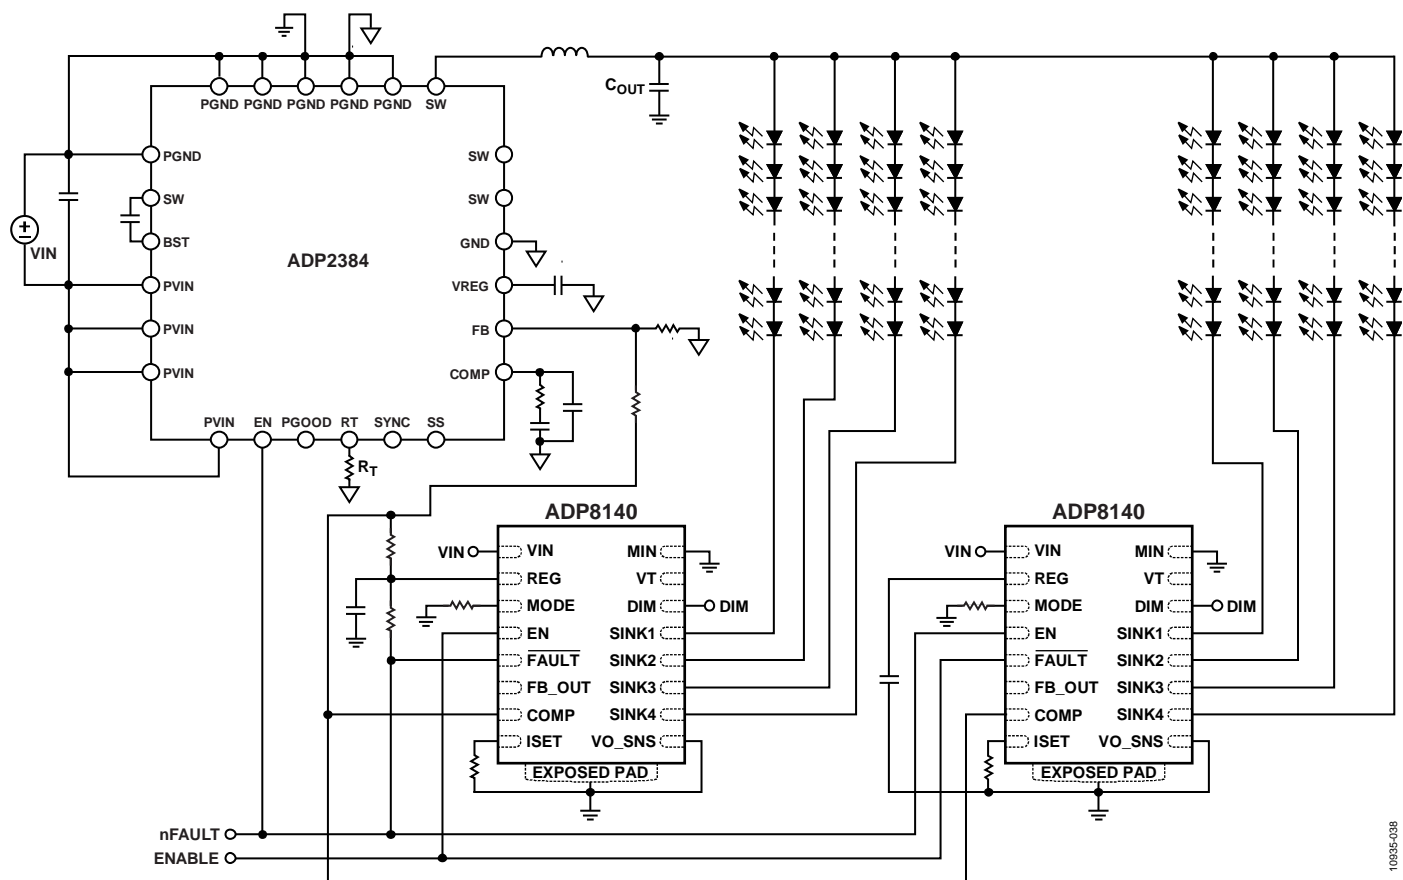 PGND PGND PGND PGND PGND SW
COUT
PGND
SW
SW
SW
BST
GND
VIN
ADP2384
PVIN
VREG
PVIN
FB
PVIN
COMP
PVIN EN PGOOD RT SYNC SS
RT
ADP8140
VIN
VIN
MIN
REG
VT
MODE
DIM
DIM
EN
SINK1
FAULT
SINK2
FB_OUT
SINK3
COMP
SINK4
ISET
VO_SNS
EXPOSED PAD
ADP8140
VIN
VIN
MIN
REG
VT
MODE
DIM
DIM
EN
SINK1
FAULT
SINK2
FB_OUT
SINK3
COMP
SINK4
ISET
VO_SNS
EXPOSED PAD
nFAULT
ENABLE
10935-038